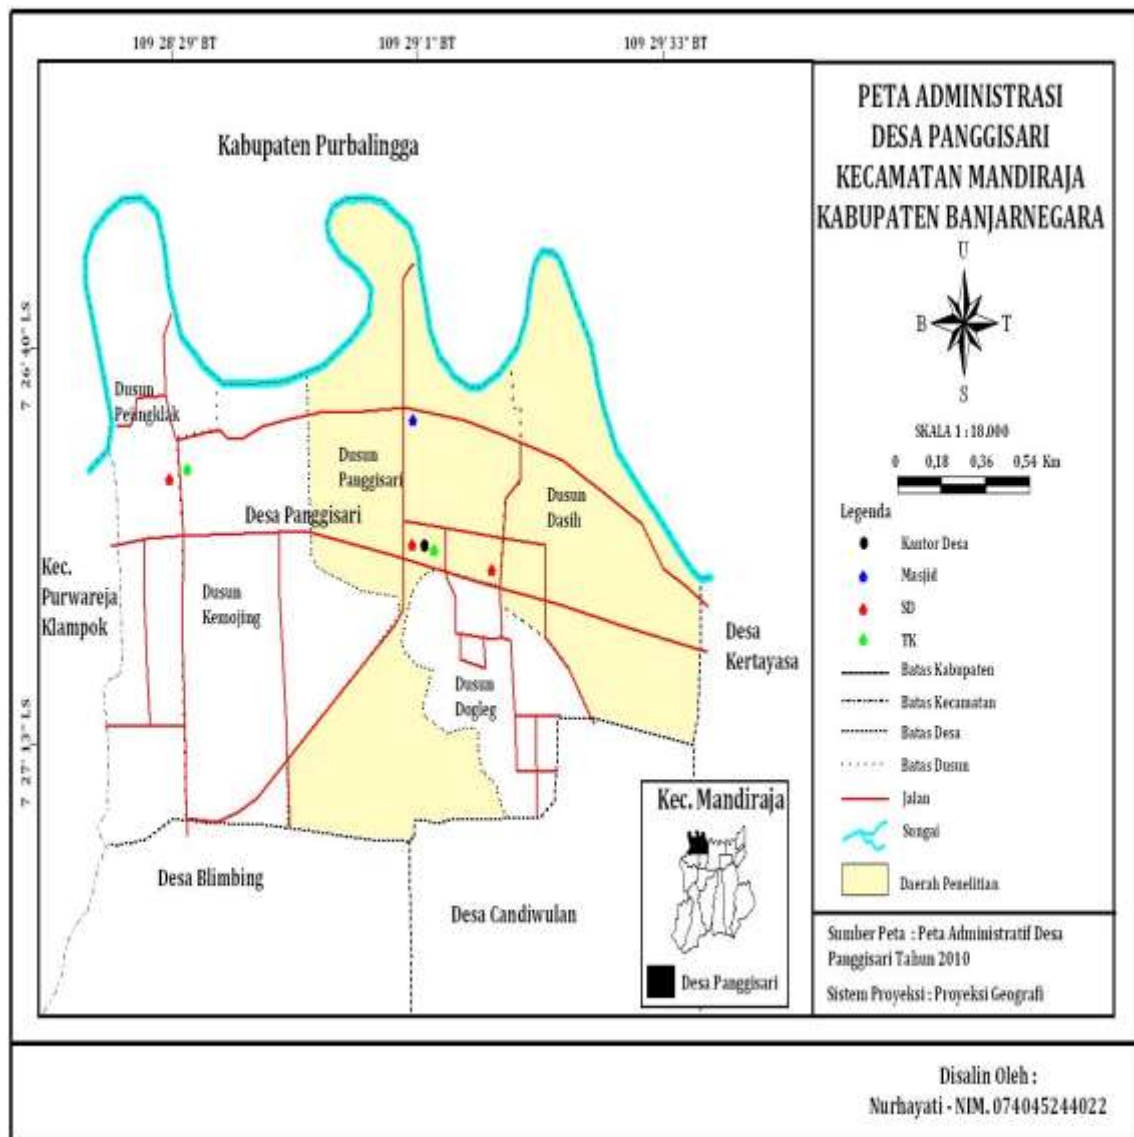 109 28' 29" BT
109 29' 1" BT
109 29' 33" BT
7 26' 40" LS
7 27' 13" LS
Kabupaten Purbalingga
Dusun
Pejangklak
Dusun
Panggisari
Dusun
Dasih
Desa Panggisari
Kec.
Purwareja
Klampok
Dusun
Kemojing
Desa
Kertayasa
Dusun
Dogleg
Desa Blimbing
Desa Candiwulan
Kec. Mandiraja
Desa Panggisari
PETA ADMINISTRASI
DESA PANGGISARI
KECAMATAN MANDIRAJA
KABUPATEN BANJARNEGARA
U
B
T
S
SKALA 1 : 18.000
0 0,18 0,36 0,54 Km
Legenda
Kantor Desa
Masjid
SD
TK
Batas Kabupaten
Batas Kecamatan
Batas Desa
Batas Dusun
Jalan
Sungai
Daerah Penelitian
Sumber Peta : Peta Administratif Desa
Panggisari Tahun 2010
Sistem Proyeksi : Proyeksi Geografi
Disalin Oleh :
Nurhayati - NIM. 074045244022